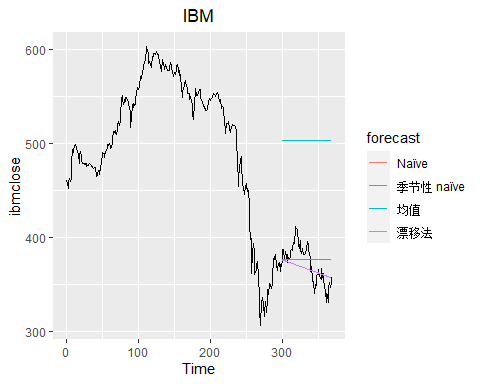 IBM
ibmclose
600
500
400
300
0
100
200
300
Time
forecast
Naïve
季节性 naïve
均值
漂移法